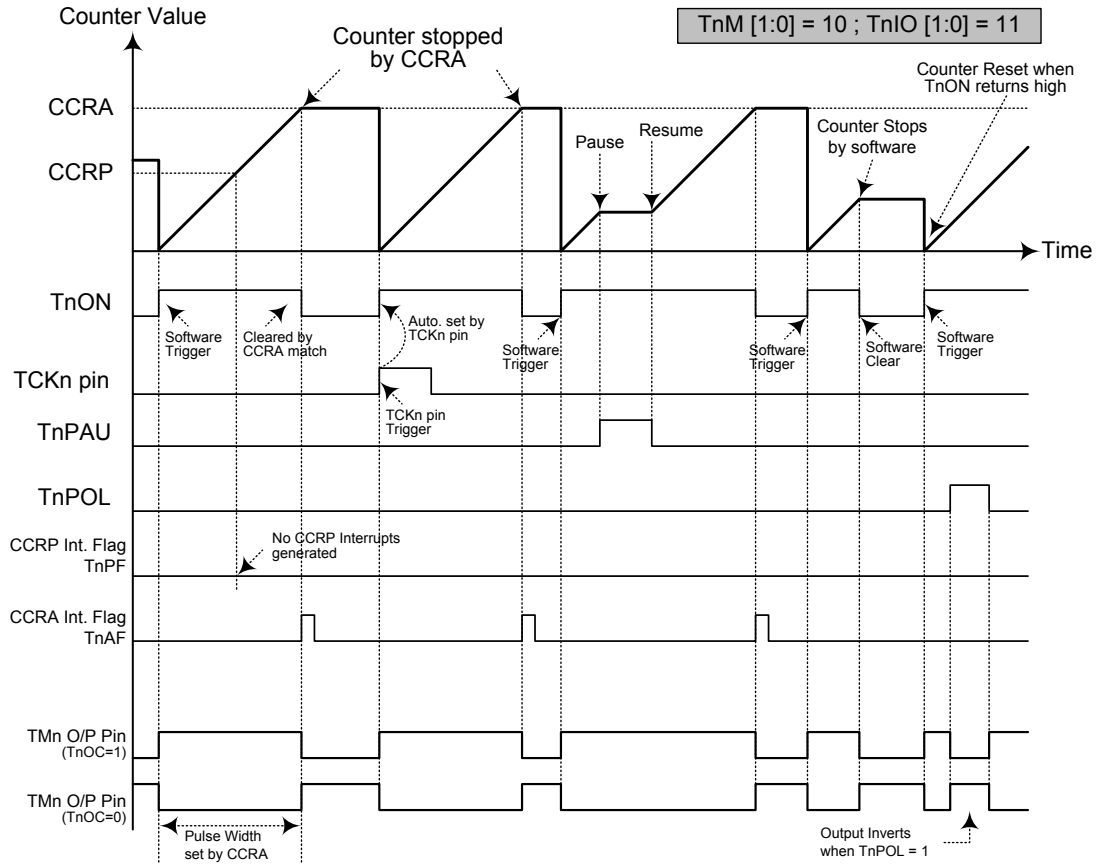 Counter Value
TnM [1:0] = 10 ; TnIO [1:0] = 11
Counter stopped
by CCRA
Counter Reset when
TnON returns high
CCRA
Pause
Resume
Counter Stops
by software
CCRP
Time
TnON
Software
Trigger
Cleared by
CCRA match
Auto. set by
TCKn pin
Software
Trigger
Software
Trigger
Software
Clear
Software
Trigger
TCKn pin
TCKn pin
Trigger
TnPAU
TnPOL
CCRP Int. Flag
TnPF
No CCRP Interrupts
generated
CCRA Int. Flag
TnAF
TMn O/P Pin
(TnOC=1)
TMn O/P Pin
(TnOC=0)
Pulse Width
set by CCRA
Output Inverts
when TnPOL = 1